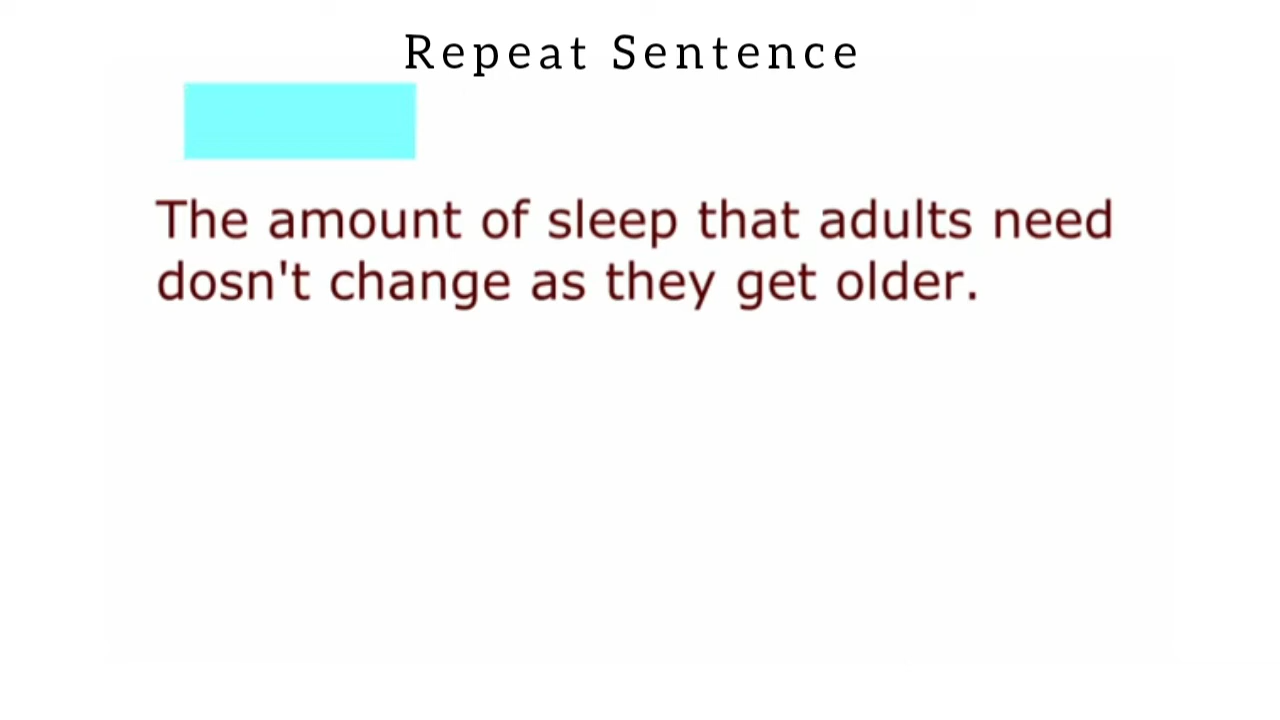 Repeat Sentence
The amount of sleep that adults need
dosn't change as they get older.